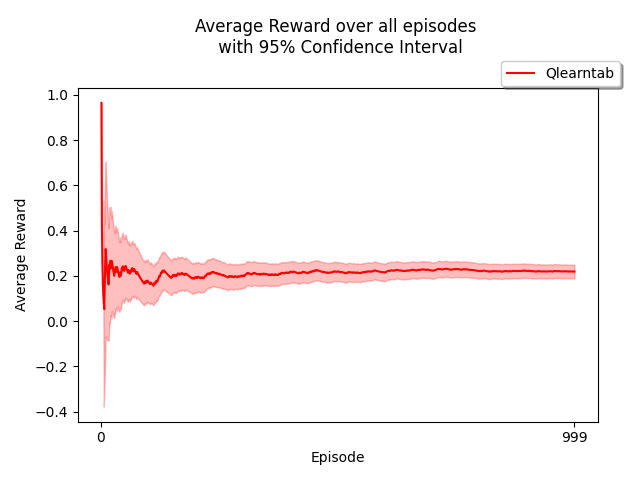 Average Reward over all episodes
with 95% Confidence Interval
Qlearntab
Average Reward
1.0
0.8
0.6
0.4
0.2
0.0
−0.2
−0.4
0
999
Episode